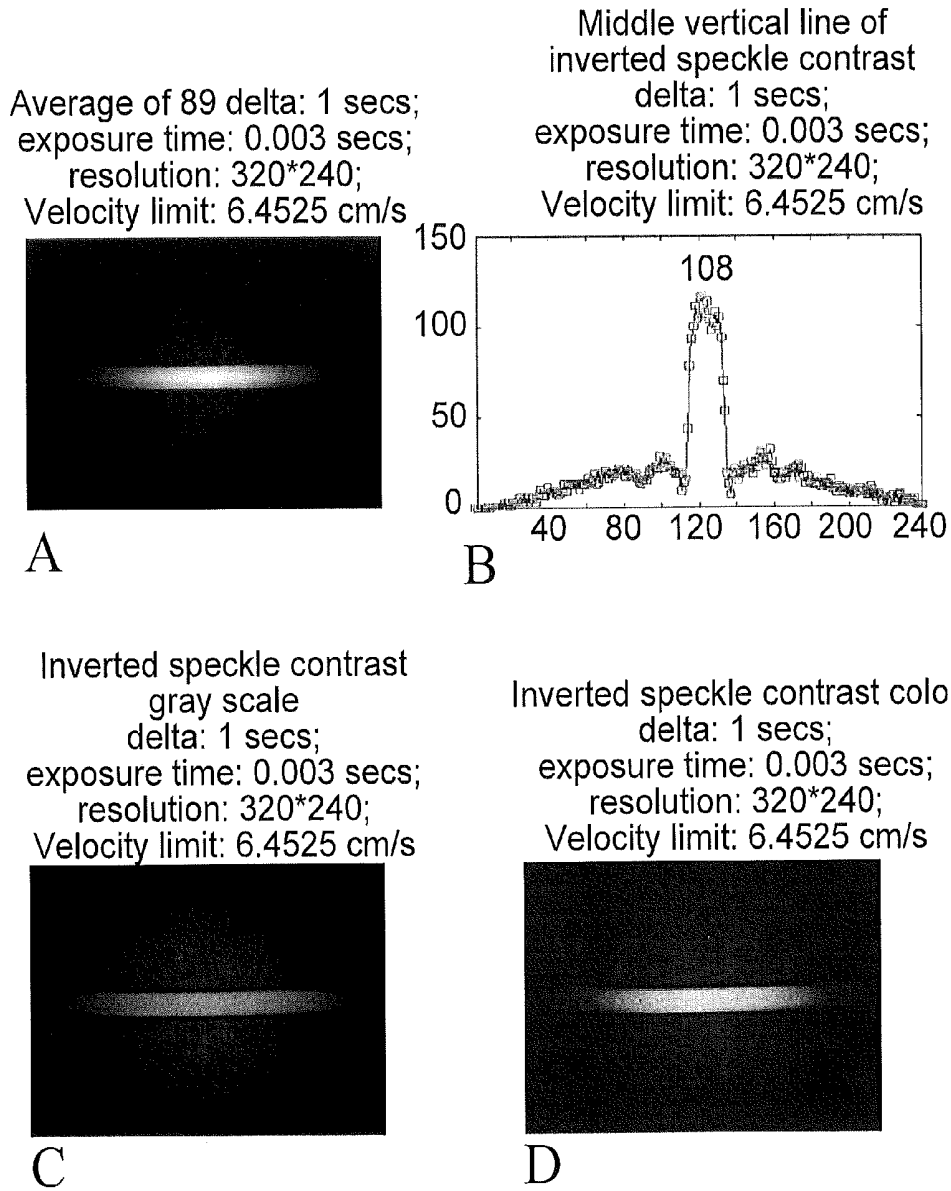 Average of 89 delta: 1 secs;
exposure time: 0.003 secs;
resolution: 320*240;
Velocity limit: 6.4525 cm/s
A
Middle vertical line of
inverted speckle contrast
delta: 1 secs;
exposure time: 0.003 secs;
resolution: 320*240;
Velocity limit: 6.4525 cm/s
150
108
100
50
0
40 80 120 160 200 240
B
Inverted speckle contrast
gray scale
delta: 1 secs;
exposure time: 0.003 secs;
resolution: 320*240;
Velocity limit: 6.4525 cm/s
C
Inverted speckle contrast colo
delta: 1 secs;
exposure time: 0.003 secs;
resolution: 320*240;
Velocity limit: 6.4525 cm/s
D